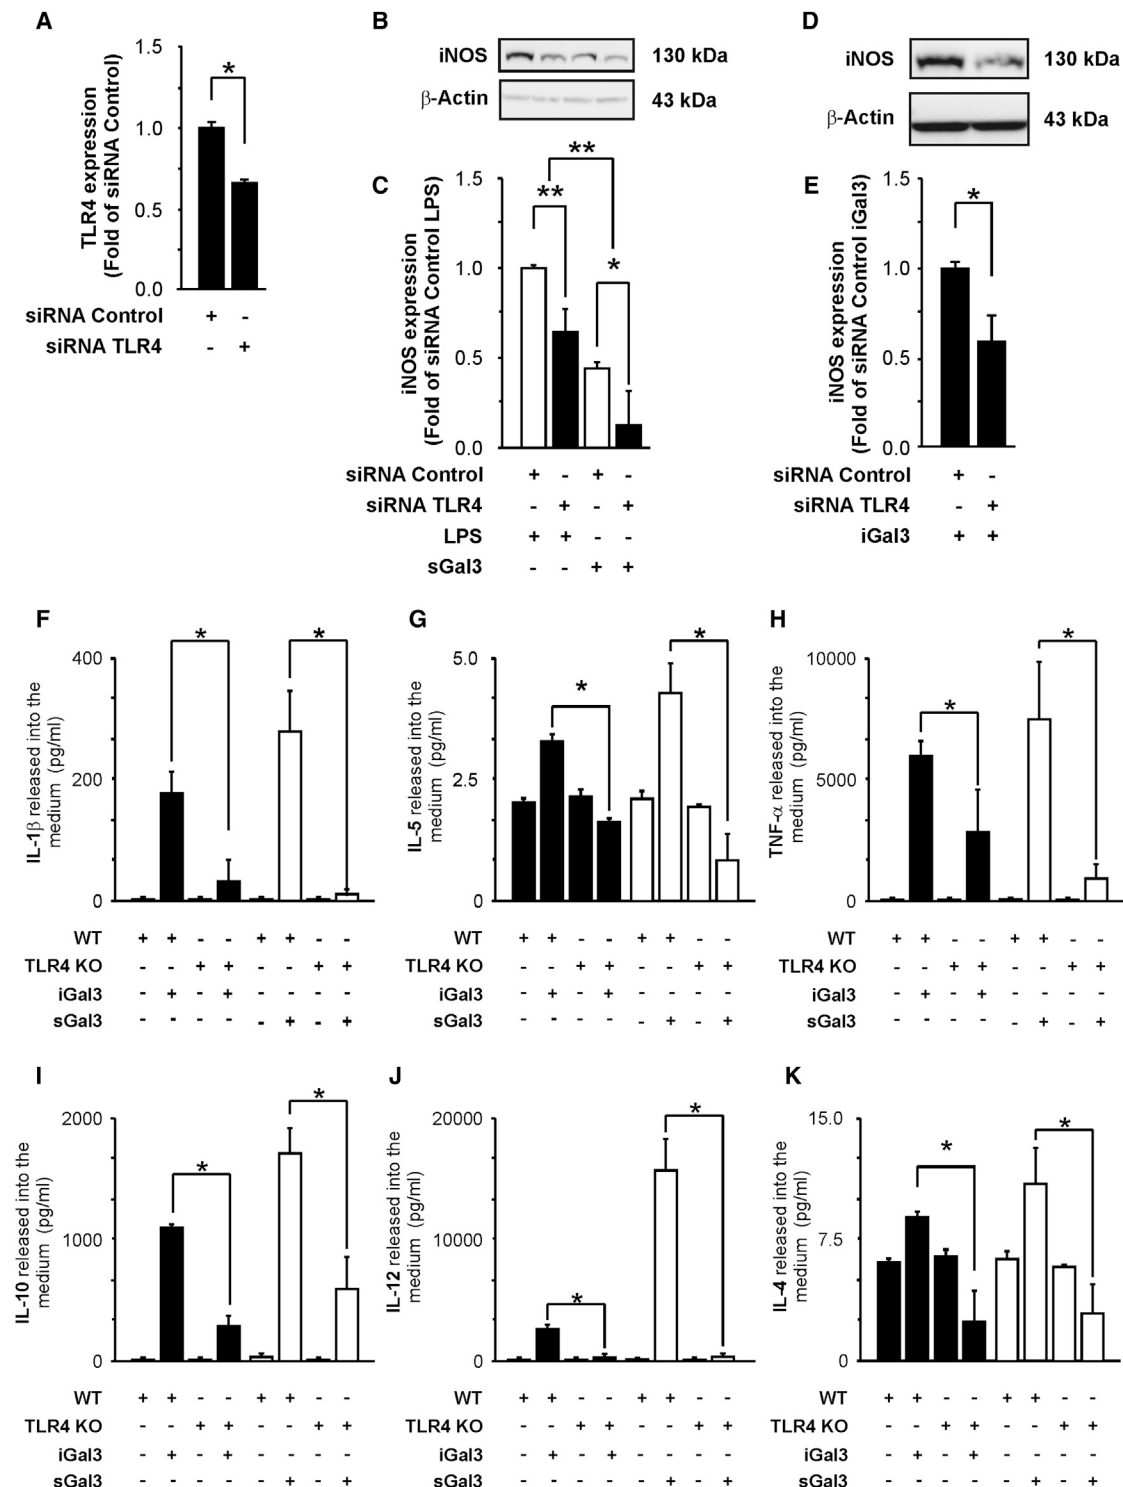 A
TLR4 expression
(Fold of siRNA Control)
1.5
1.0
0.5
0.0
*
siRNA Control + -
siRNA TLR4 - +
B
iNOS 130 kDa
β-Actin 43 kDa
C
iNOS expression
(Fold of siRNA Control LPS)
1.5
1.0
0.5
0.0
**
**
*
siRNA Control + - + -
siRNA TLR4 - + - +
LPS + + - -
sGal3 - - + +
D
iNOS 130 kDa
β-Actin 43 kDa
E
iNOS expression
(Fold of siRNA Control iGal3)
1.5
1.0
0.5
0.0
*
siRNA Control + -
siRNA TLR4 - +
iGal3 + +
F
IL-1β released into the
medium (pg/ml)
400
200
0
* *
WT + + - - + + - -
TLR4 KO - - + + - - + +
iGal3 - + - + - - - -
sGal3 - - - - - + - +
G
IL-5 released into the
medium (pg/ml)
5.0
2.5
0
* *
WT + + - - + + - -
TLR4 KO - - + + - - + +
iGal3 - + - + - - - -
sGal3 - - - - - + - +
H
TNF-α released into the
medium (pg/ml)
10000
5000
0
* *
WT + + - - + + - -
TLR4 KO - - + + - - + +
iGal3 - + - + - - - -
sGal3 - - - - - + - +
I
IL-10 released into the
medium (pg/ml)
2000
1000
0
* *
WT + + - - + + - -
TLR4 KO - - + + - - + +
iGal3 - + - + - - - -
sGal3 - - - - - + - +
J
IL-12 released into the
medium (pg/ml)
20000
10000
0
* *
WT + + - - + + - -
TLR4 KO - - + + - - + +
iGal3 - + - + - - - -
sGal3 - - - - - + - +
K
IL-4 released into the
medium (pg/ml)
15.0
7.5
0
* *
WT + + - - + + - -
TLR4 KO - - + + - - + +
iGal3 - + - + - - - -
sGal3 - - - - - + - +